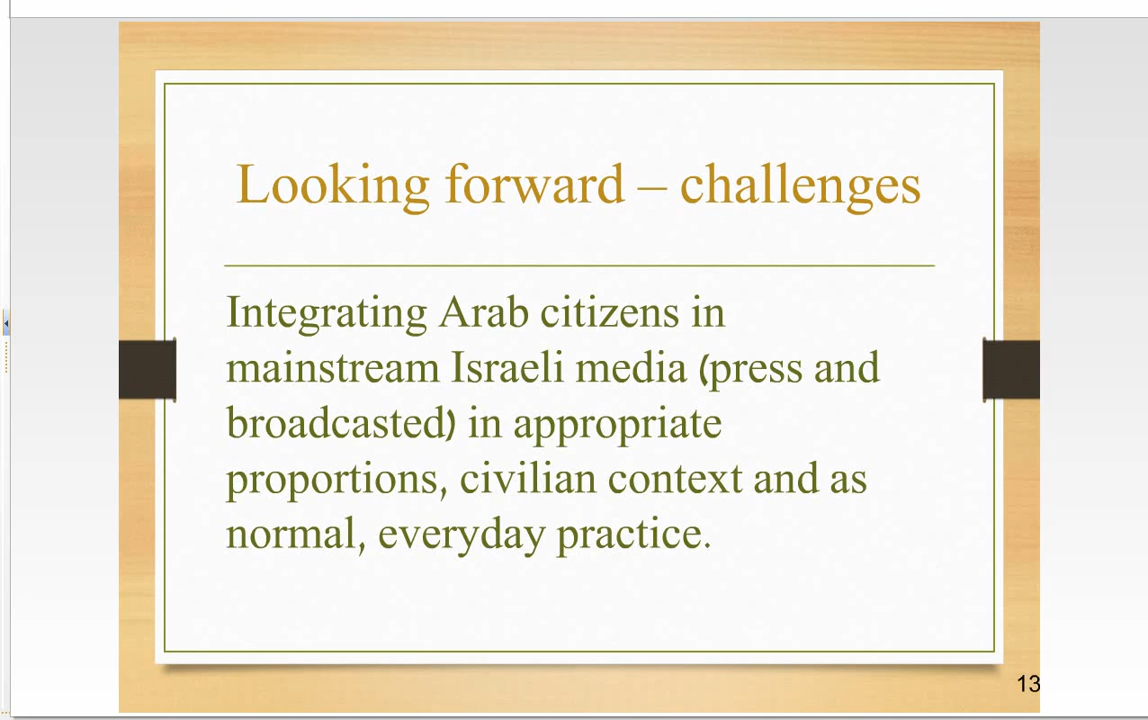 Looking forward – challenges
Integrating Arab citizens in
mainstream Israeli media (press and
broadcasted) in appropriate
proportions, civilian context and as
normal, everyday practice.
13